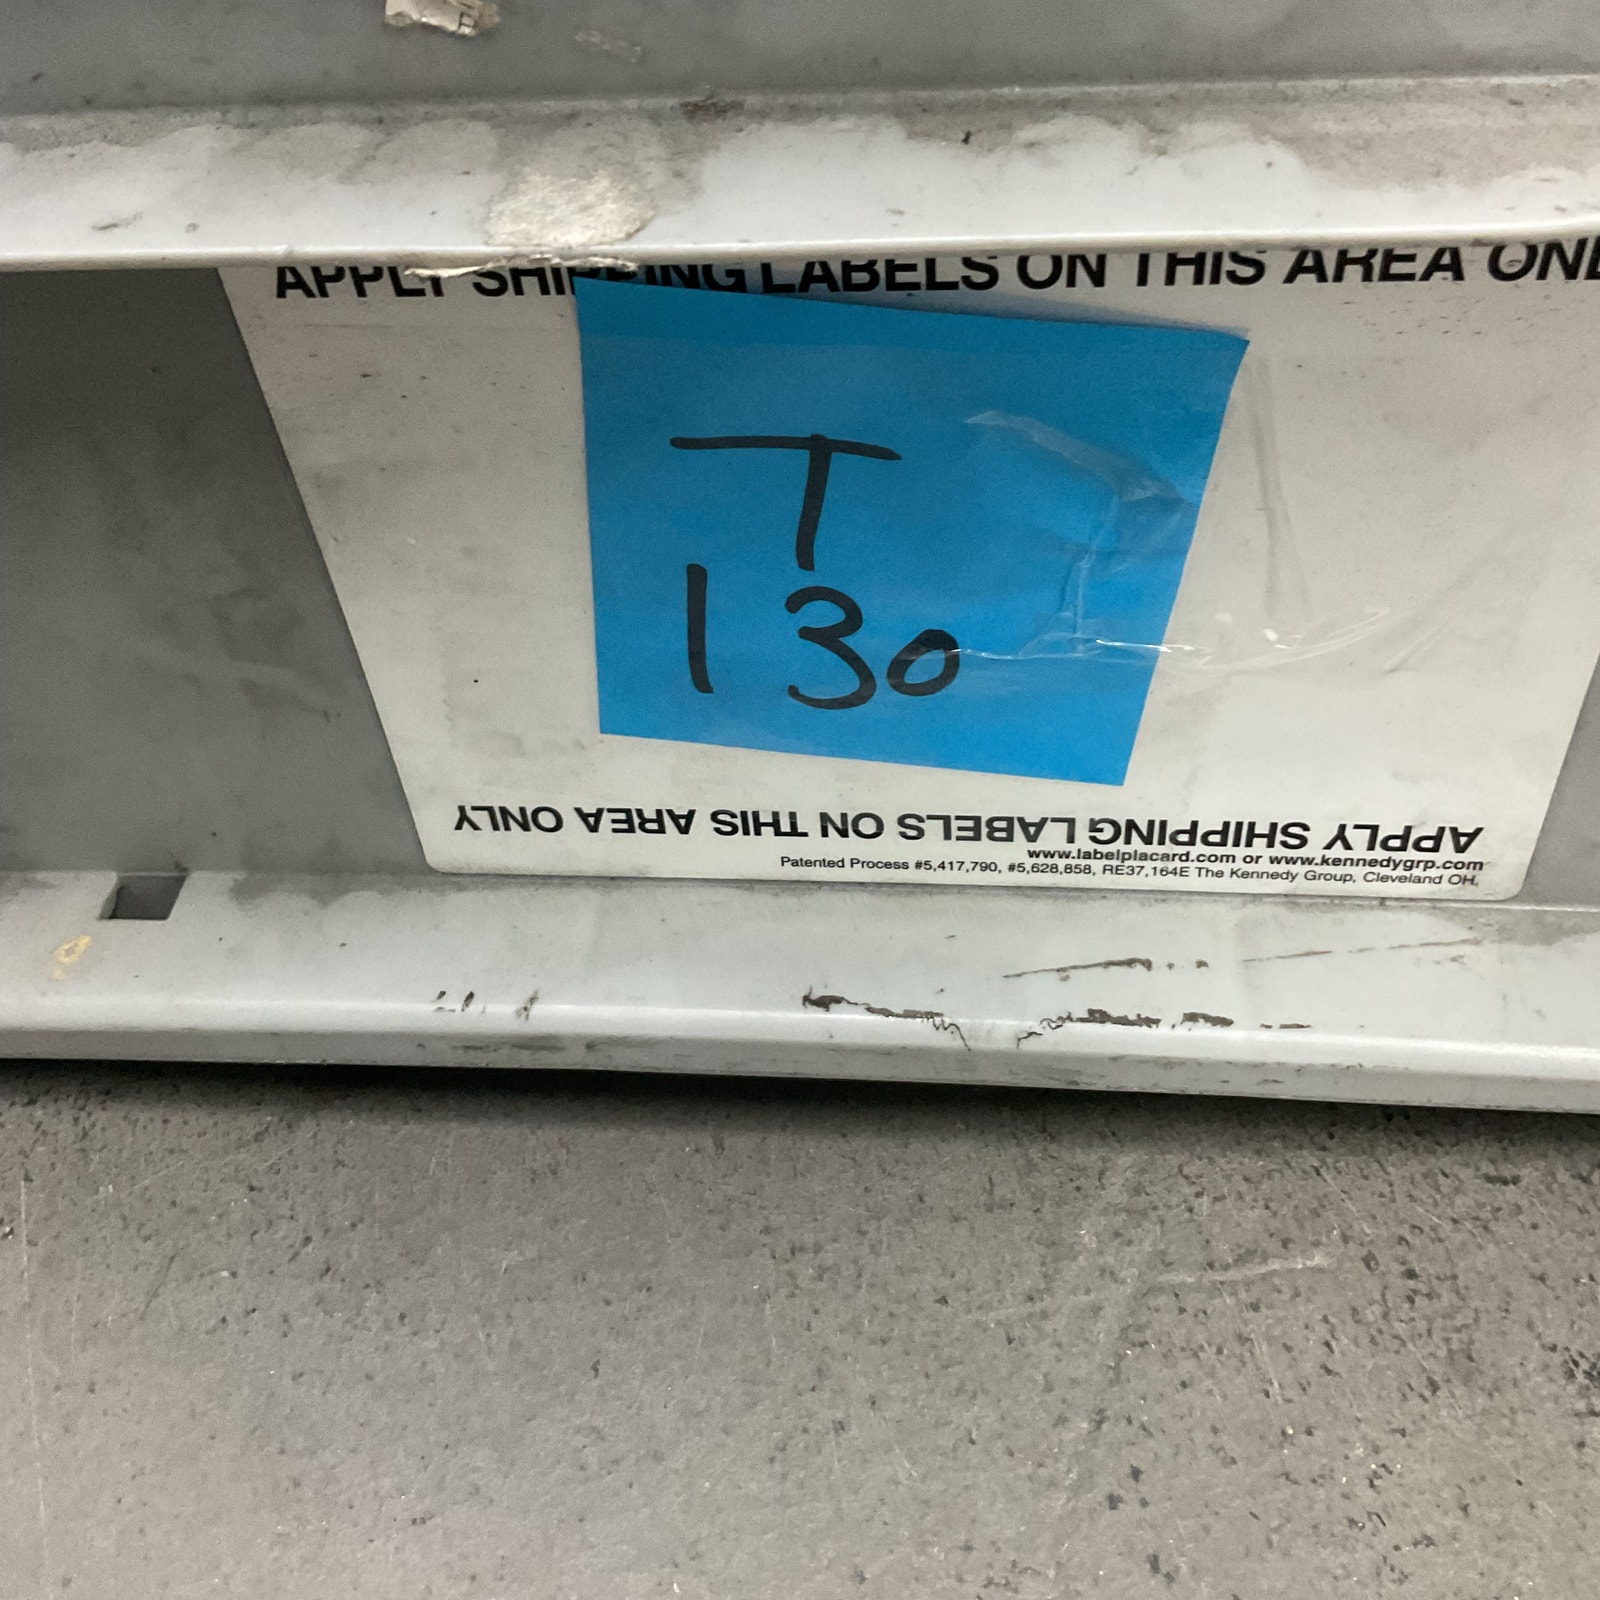 APPLY SHIPPING LABELS ON THIS AREA ONL
T
130
APPLY SHIPPING LABELS ON THIS AREA ONLY
www.labelplacard.com or www.kennedygrp.com
Patented Process #5,417,790, #5,628,858, RE37,164E The Kennedy Group, Cleveland OH,